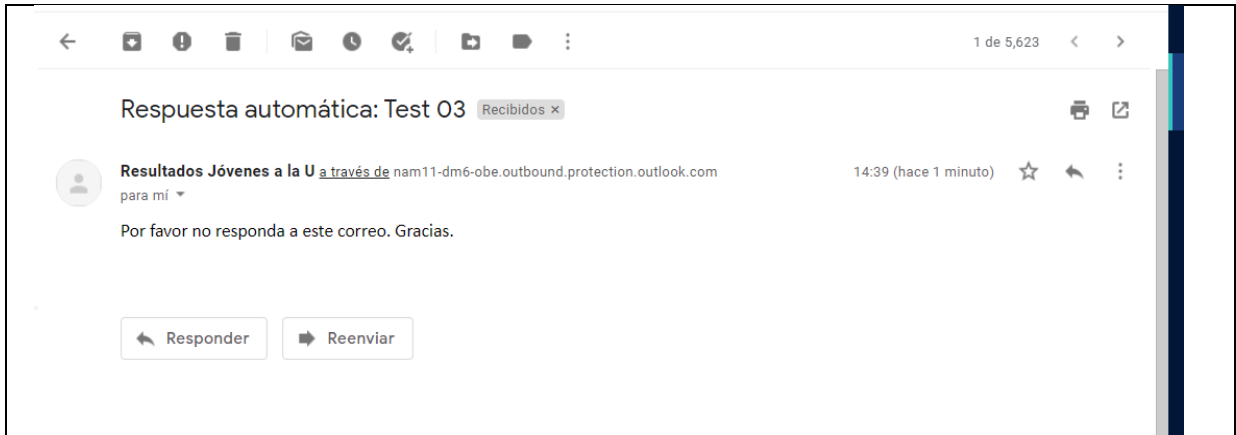 1 de 5,623
Respuesta automática: Test 03 Recibidos ×
Resultados Jóvenes a la U a través de nam11-dm6-obe.outbound.protection.outlook.com 14:39 (hace 1 minuto)
para mí
Por favor no responda a este correo. Gracias.
Responder Reenviar